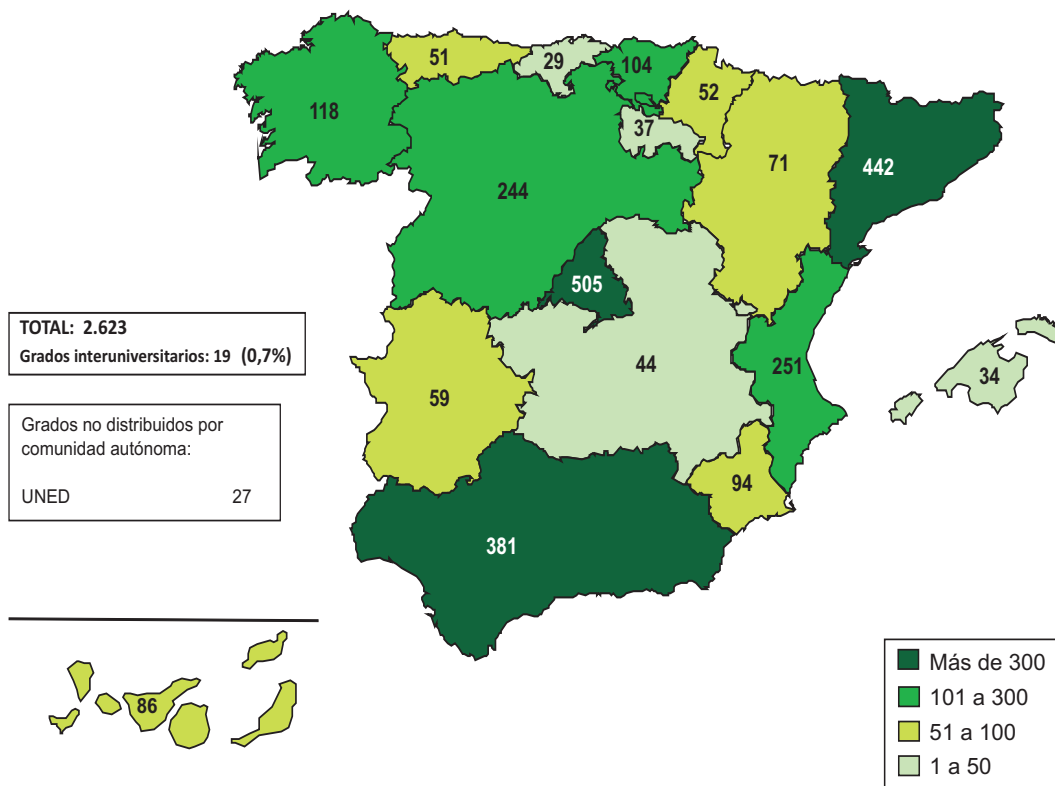 51
29
104
52
118
37
71
442
244
505
TOTAL: 2.623
Grados interuniversitarios: 19 (0,7%)
44
251
34
59
Grados no distribuidos por
comunidad autónoma:
UNED 27
94
381
86
Más de 300
101 a 300
51 a 100
1 a 50